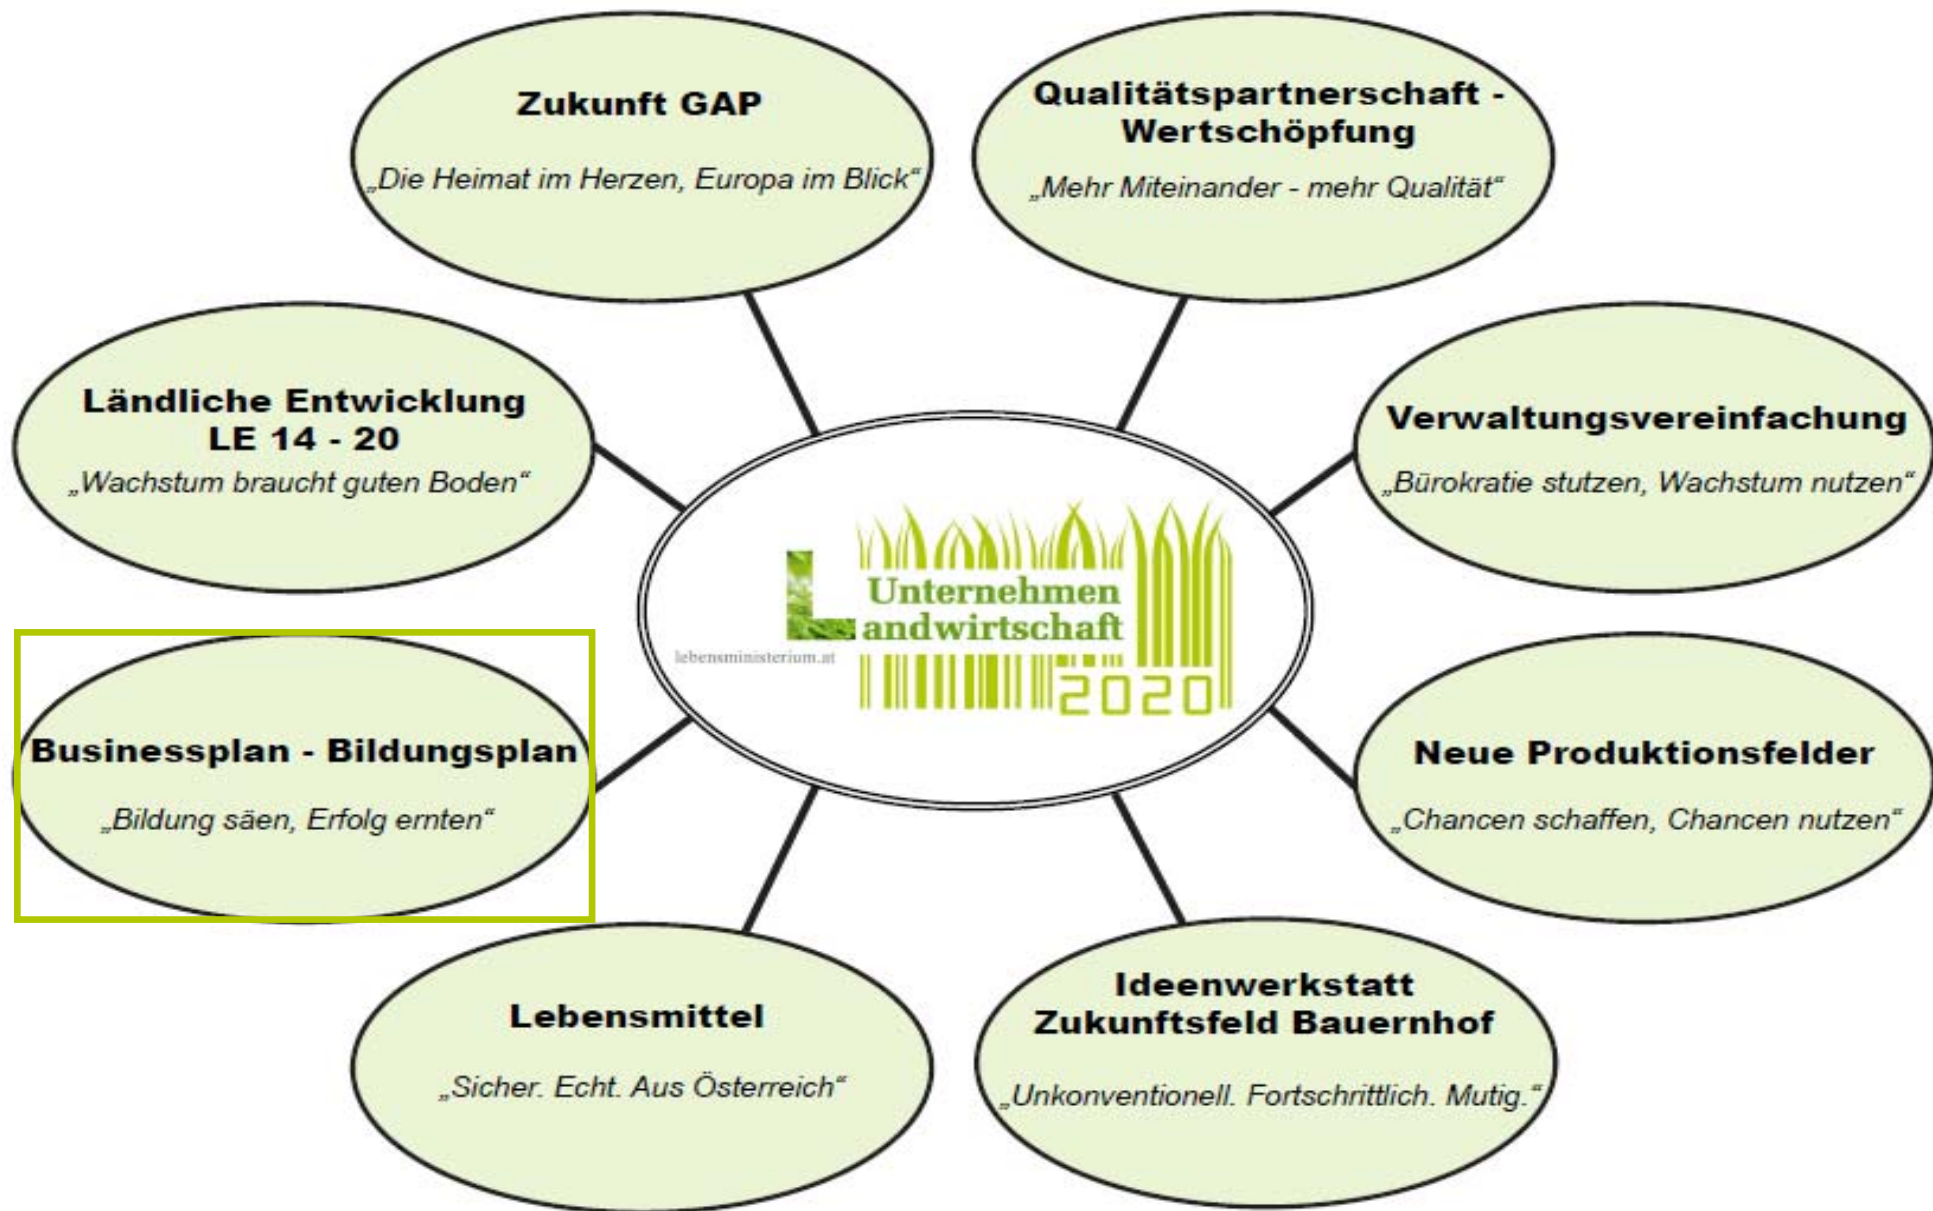 Zukunft GAP
„Die Heimat im Herzen, Europa im Blick“
Qualitätspartnerschaft -
Wertschöpfung
„Mehr Miteinander - mehr Qualität“
Ländliche Entwicklung
LE 14 - 20
„Wachstum braucht guten Boden“
Verwaltungsvereinfachung
„Bürokratie stutzen, Wachstum nutzen“
Unternehmen
Landwirtschaft
lebensministerium.at
2020
Businessplan - Bildungsplan
„Bildung säen, Erfolg ernten“
Neue Produktionsfelder
„Chancen schaffen, Chancen nutzen“
Lebensmittel
„Sicher. Echt. Aus Österreich“
Ideenwerkstatt
Zukunftsfeld Bauernhof
„Unkonventionell. Fortschrittlich. Mutig.“